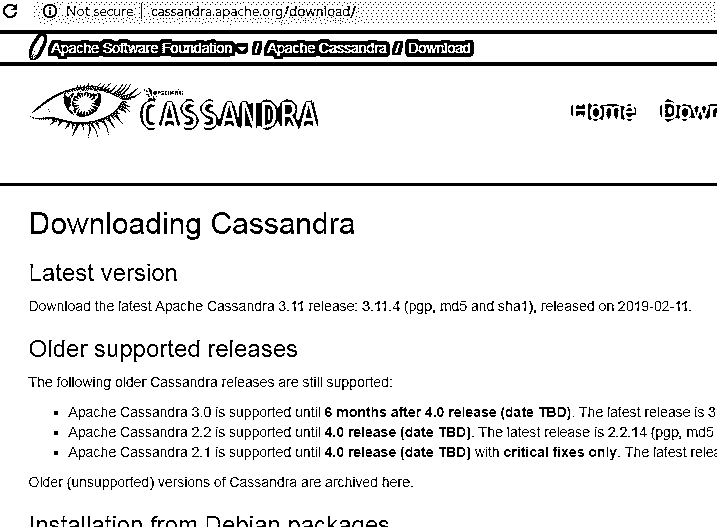 Not secure | cassandra.apache.org/download/
Apache Software Foundation / Apache Cassandra / Download
CASSANDRA
Home Down
Downloading Cassandra
Latest version
Download the latest Apache Cassandra 3.11 release: 3.11.4 (pgp, md5 and sha1), released on 2019-02-11.
Older supported releases
The following older Cassandra releases are still supported:
Apache Cassandra 3.0 is supported until 6 months after 4.0 release (date TBD). The latest release is 3
Apache Cassandra 2.2 is supported until 4.0 release (date TBD). The latest release is 2.2.14 (pgp, md5
Apache Cassandra 2.1 is supported until 4.0 release (date TBD) with critical fixes only. The latest relea
Older (unsupported) versions of Cassandra are archived here.
Installation from Debian packages